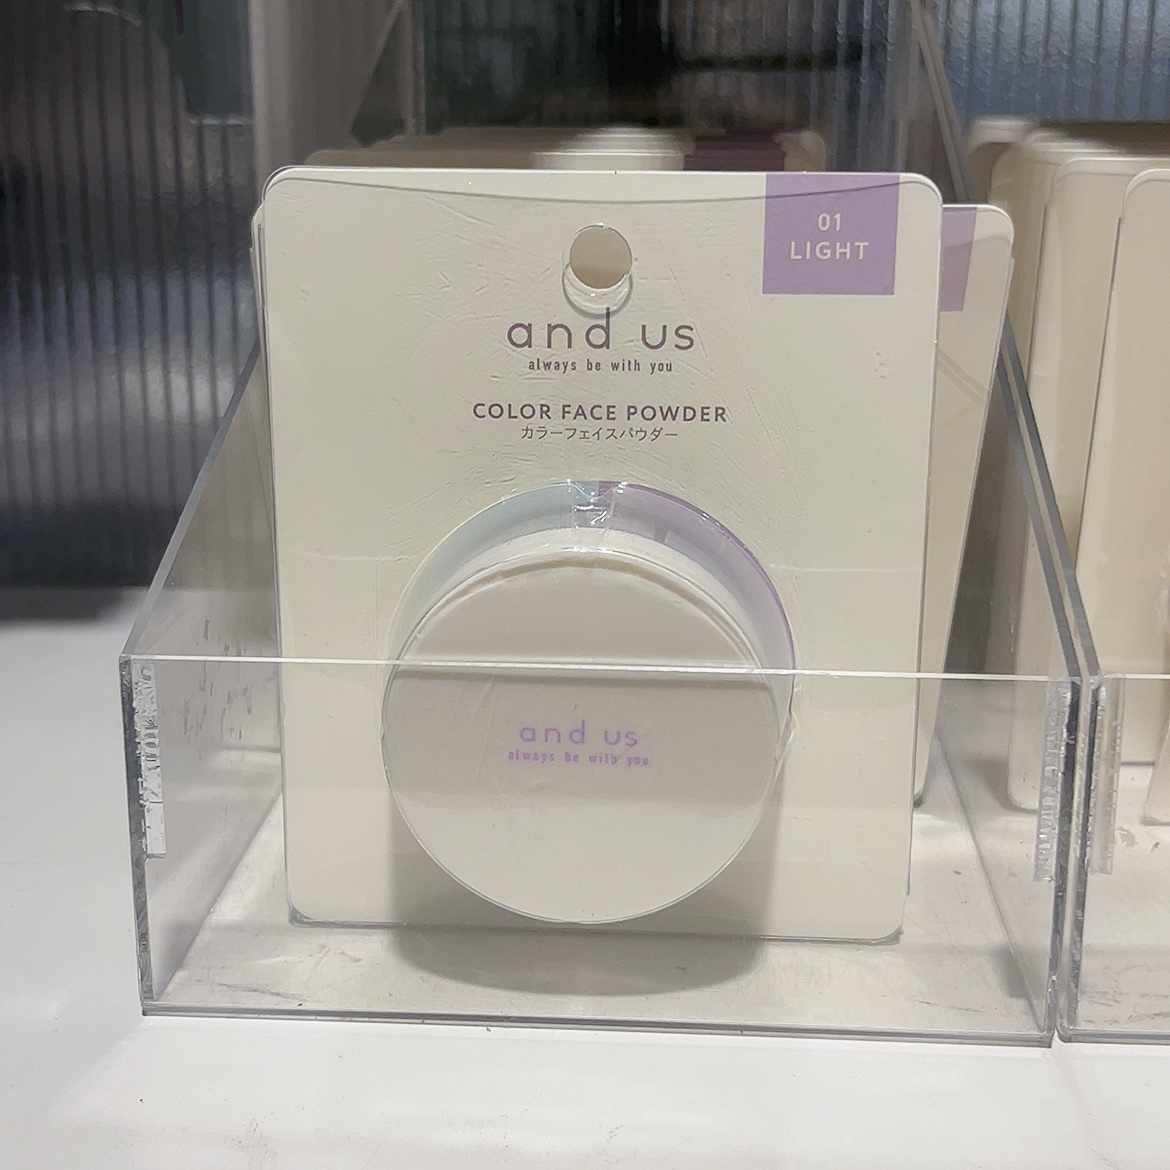 01
LIGHT
and us
always be with you
COLOR FACE POWDER
カラーフェイスパウダー
and us
always be with you